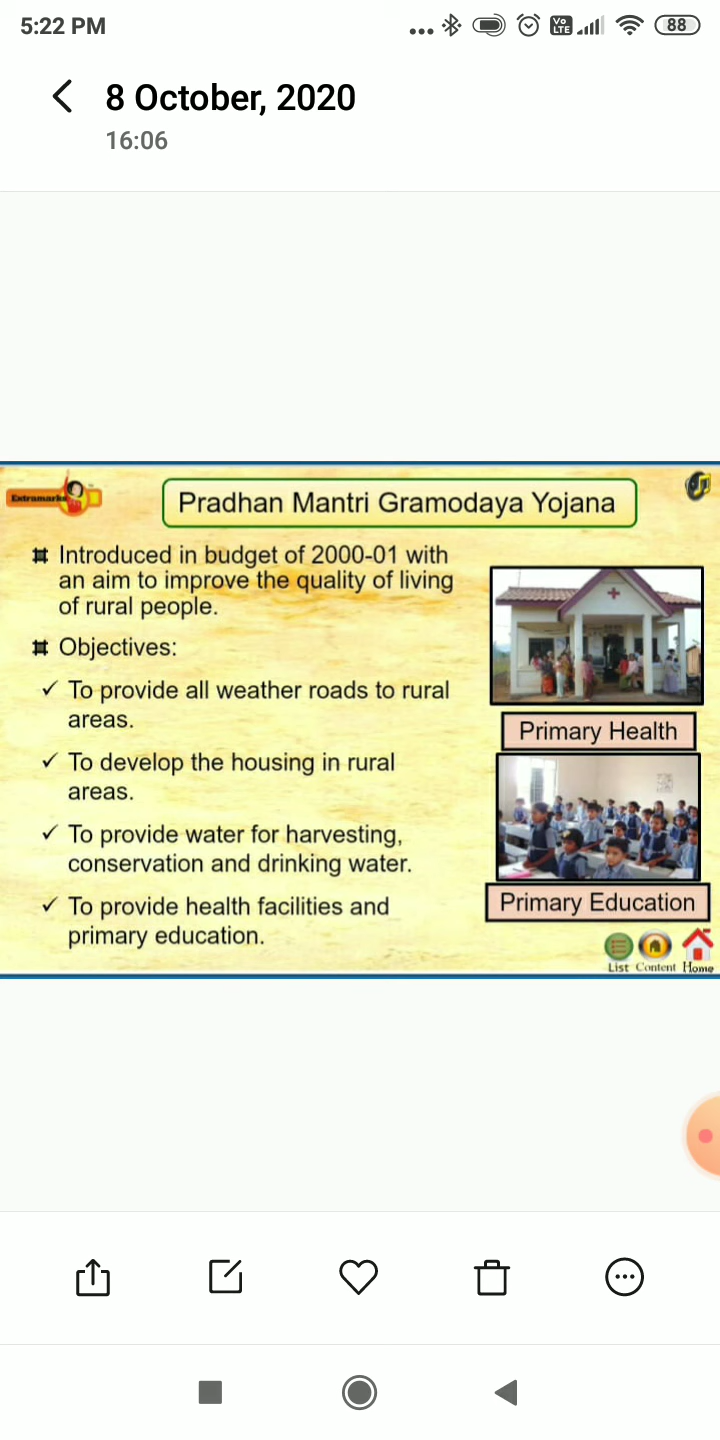 5:22 PM
Vo
LTE
88
8 October, 2020
16:06
Extramarks
Pradhan Mantri Gramodaya Yojana
Introduced in budget of 2000-01 with
an aim to improve the quality of living
of rural people.
Objectives:
✓ To provide all weather roads to rural
areas.
✓ To develop the housing in rural
areas.
✓ To provide water for harvesting,
conservation and drinking water.
✓ To provide health facilities and
primary education.
Primary Health
Primary Education
List Content Home